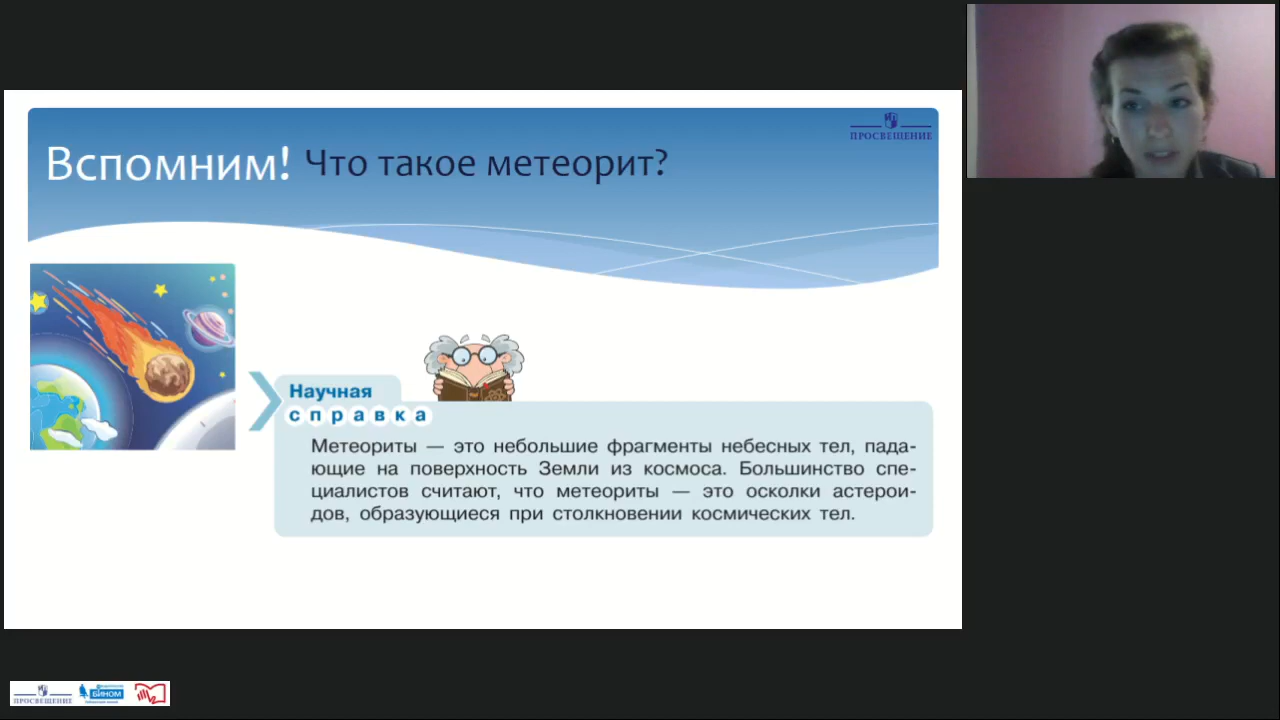 Вспомним! Что такое метеорит?
ПРОСВЕЩЕНИЕ
Научная
справка
Метеориты — это небольшие фрагменты небесных тел, пада-
ющие на поверхность Земли из космоса. Большинство спе-
циалистов считают, что метеориты — это осколки астерои-
дов, образующиеся при столкновении космических тел.
ПРОСВЕЩЕНИЕ
БИНОМ